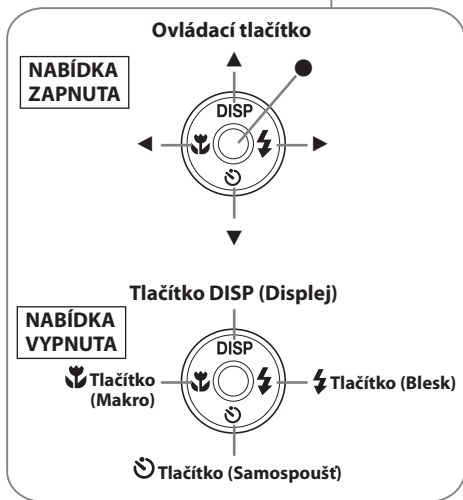 Ovládací tlačítko
NABÍDKA
ZAPNUTA
DISP
Tlačítko DISP (Displej)
NABÍDKA
VYPNUTA
DISP
Tlačítko
(Makro)
Tlačítko (Blesk)
Tlačítko (Samospoušť)